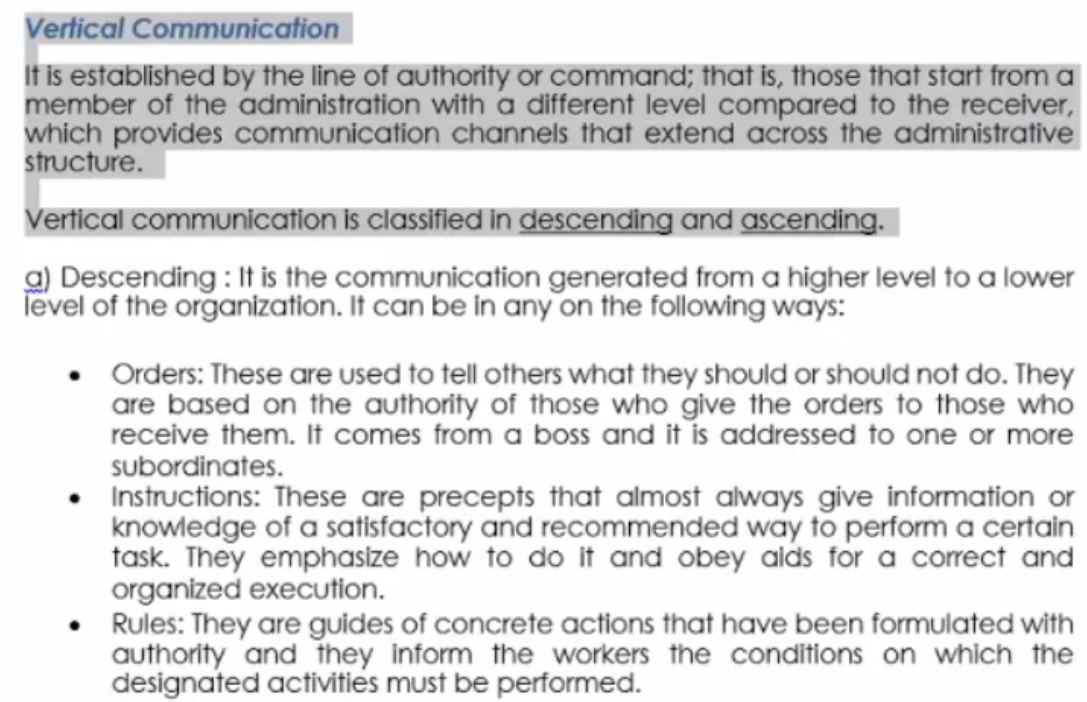 Vertical Communication
It is established by the line of authority or command; that is, those that start from a
member of the administration with a different level compared to the receiver,
which provides communication channels that extend across the administrative
structure.
Vertical communication is classified in descending and ascending.
a) Descending : It is the communication generated from a higher level to a lower
level of the organization. It can be in any on the following ways:
• Orders: These are used to tell others what they should or should not do. They
are based on the authority of those who give the orders to those who
receive them. It comes from a boss and it is addressed to one or more
subordinates.
• Instructions: These are precepts that almost always give information or
knowledge of a satisfactory and recommended way to perform a certain
task. They emphasize how to do it and obey aids for a correct and
organized execution.
• Rules: They are guides of concrete actions that have been formulated with
authority and they inform the workers the conditions on which the
designated activities must be performed.